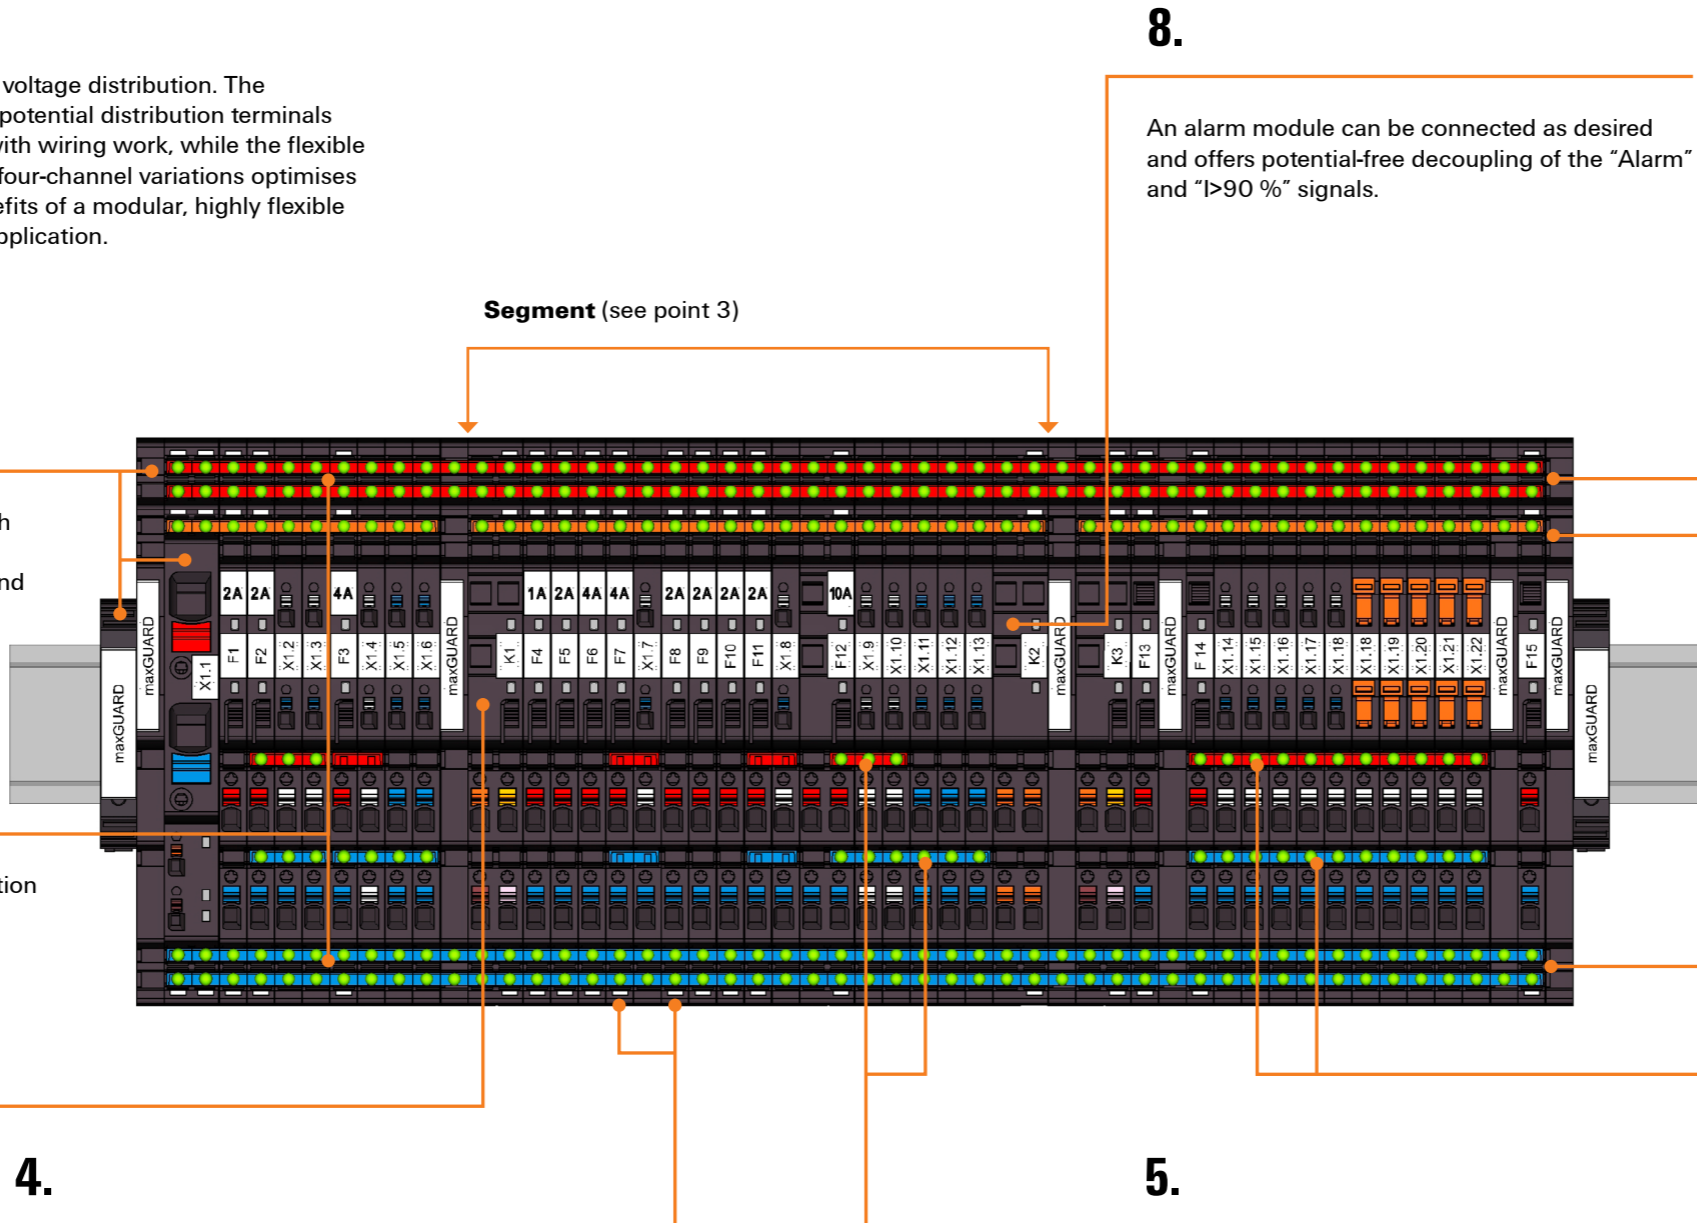 8.
voltage distribution. The
potential distribution terminals
with wiring work, while the flexible
four-channel variations optimises
efits of a modular, highly flexible
pplication.
An alarm module can be connected as desired
and offers potential-free decoupling of the “Alarm”
and “I>90 %” signals.
Segment (see point 3)
h
nd
tion
2A 2A 4A 1A 2A 4A 4A 2A 2A 2A 2A 10A
maxGUARD maxGUARD X1.1 F1 F2 X1.2 X1.3 F3 X1.4 X1.5 X1.6 maxGUARD K1 F4 F5 F6 F7 X1.7 F8 F9 F10 F11 X1.8 F12 X1.9 X1.10 X1.11 X1.12 X1.13 K2 maxGUARD K3 F13 maxGUARD F 14 X1.14 X1.15 X1.16 X1.17 X1.18 X1.18 X1.19 X1.20 X1.21 X1.22 maxGUARD F15 maxGUARD maxGUARD
4.
5.